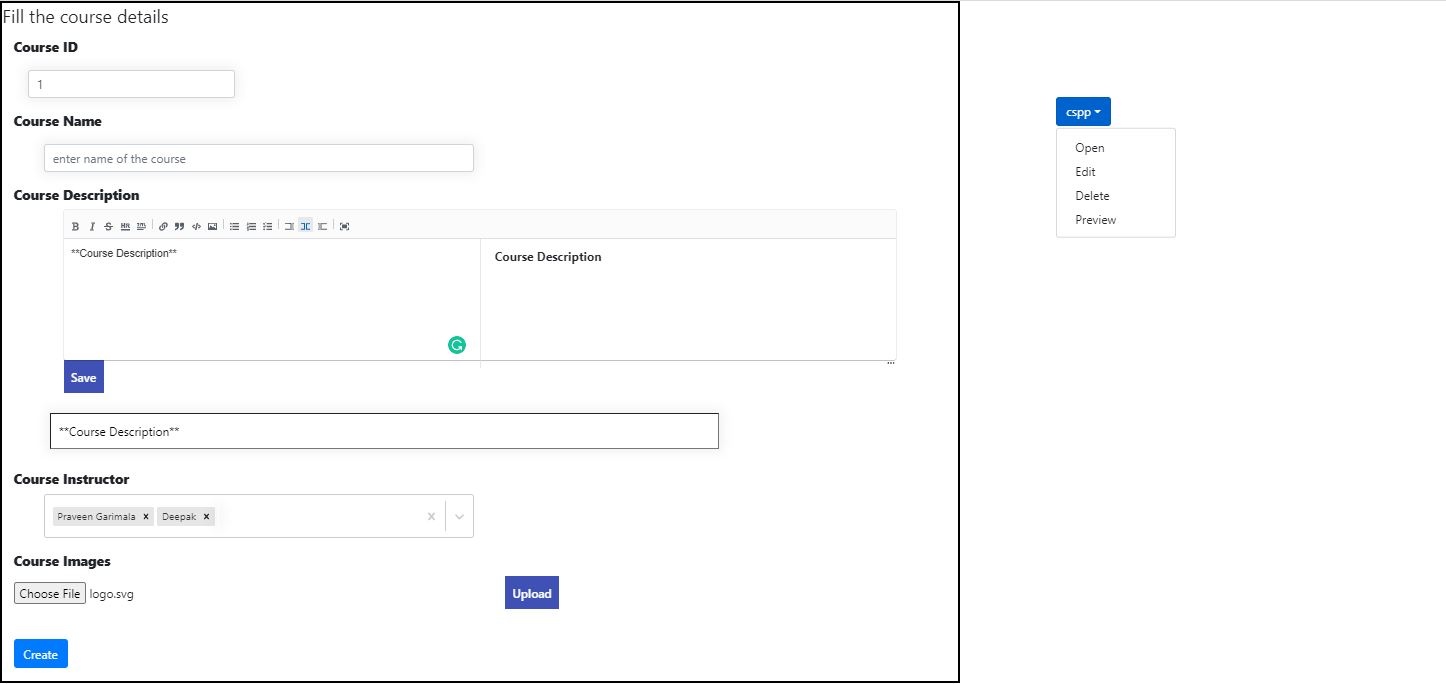 Fill the course details
Course ID
1
Course Name
enter name of the course
Course Description
**Course Description**
Course Description
Save
**Course Description**
Course Instructor
Praveen Garimala × Deepak ×
Course Images
Choose File logo.svg
Upload
Create
cspp
Open
Edit
Delete
Preview